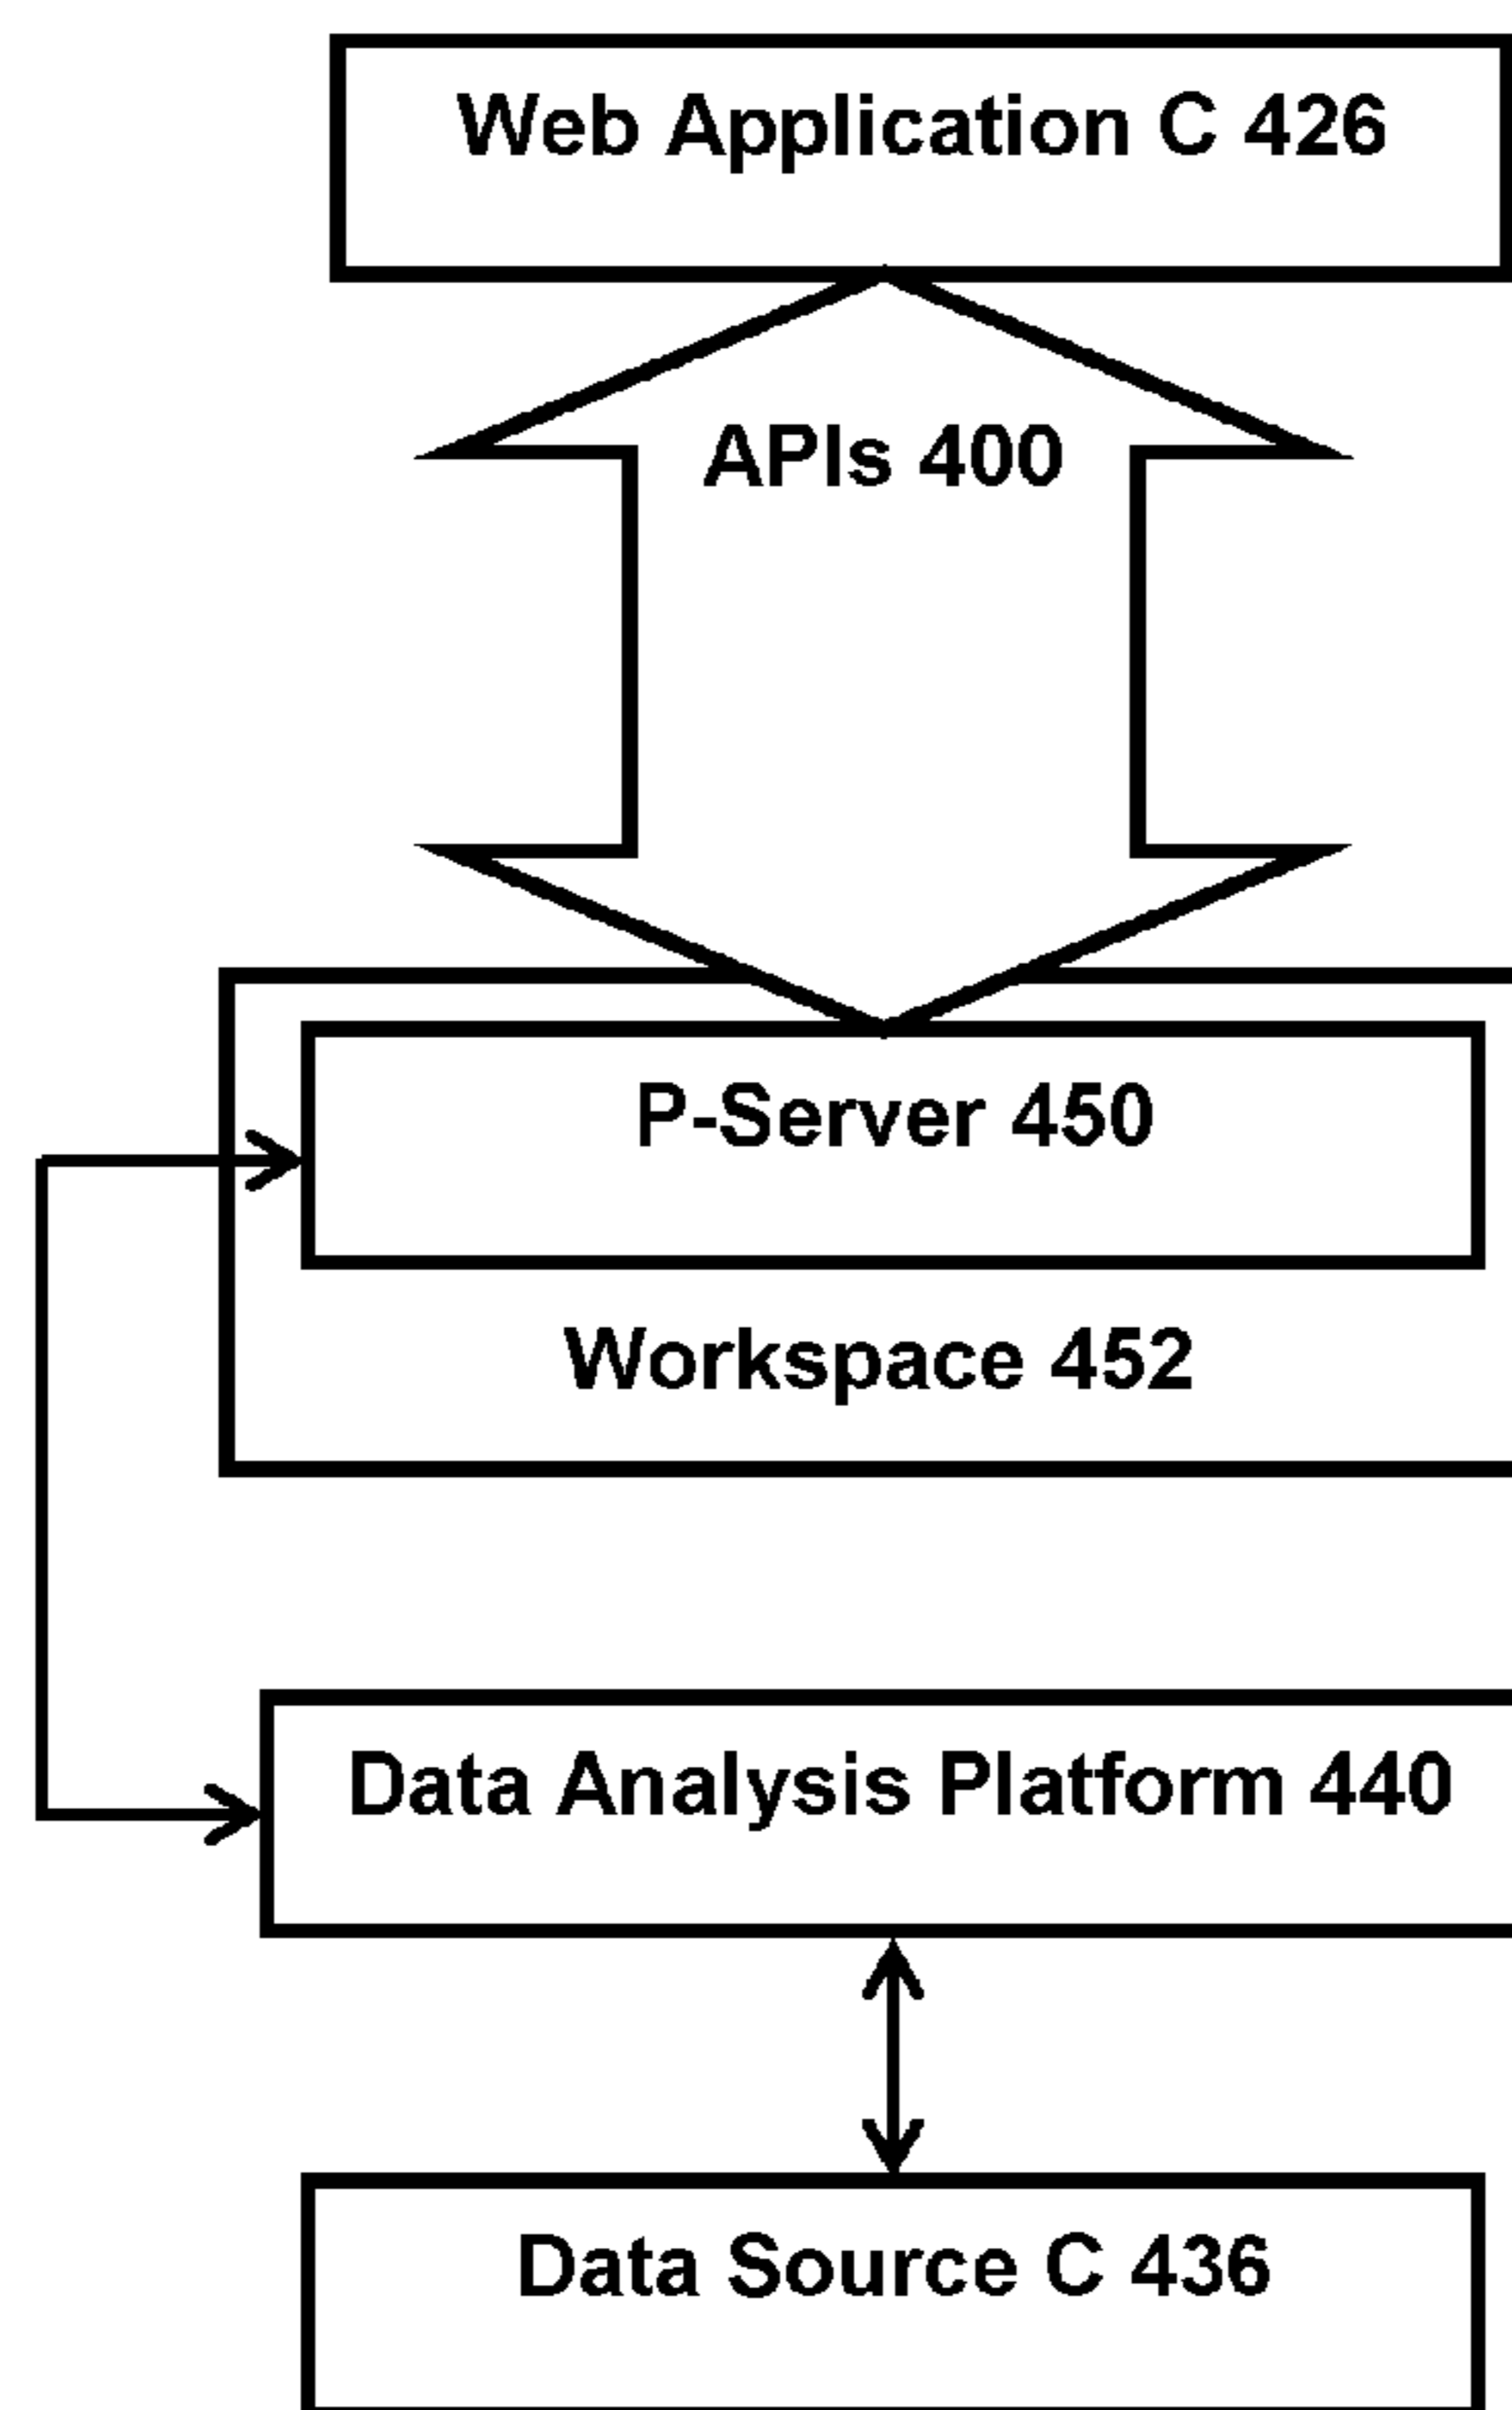 Web Application C 426
APIs 400
P-Server 450
Workspace 452
Data Analysis Platform 440
Data Source C 436